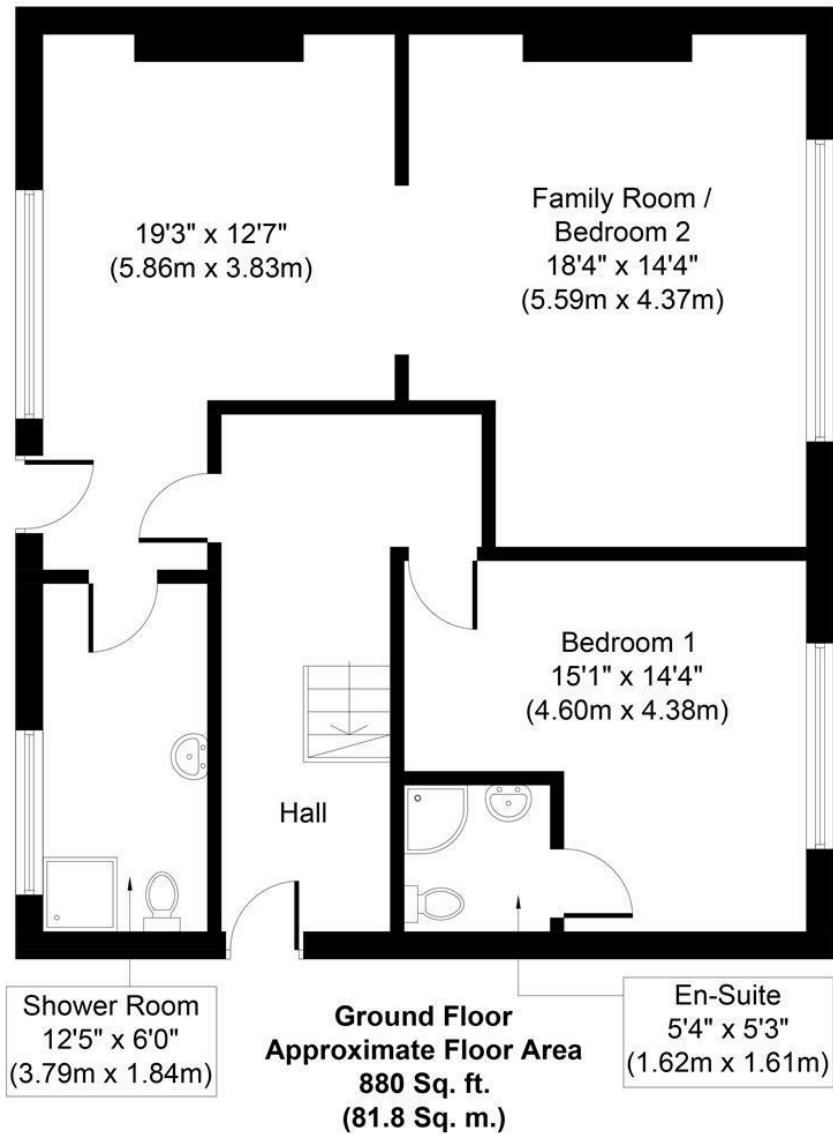 19'3" x 12'7"
(5.86m x 3.83m)
Family Room /
Bedroom 2
18'4" x 14'4"
(5.59m x 4.37m)
Bedroom 1
15'1" x 14'4"
(4.60m x 4.38m)
Hall
Shower Room
12'5" x 6'0"
(3.79m x 1.84m)
Ground Floor
Approximate Floor Area
880 Sq. ft.
(81.8 Sq. m.)
En-Suite
5'4" x 5'3"
(1.62m x 1.61m)